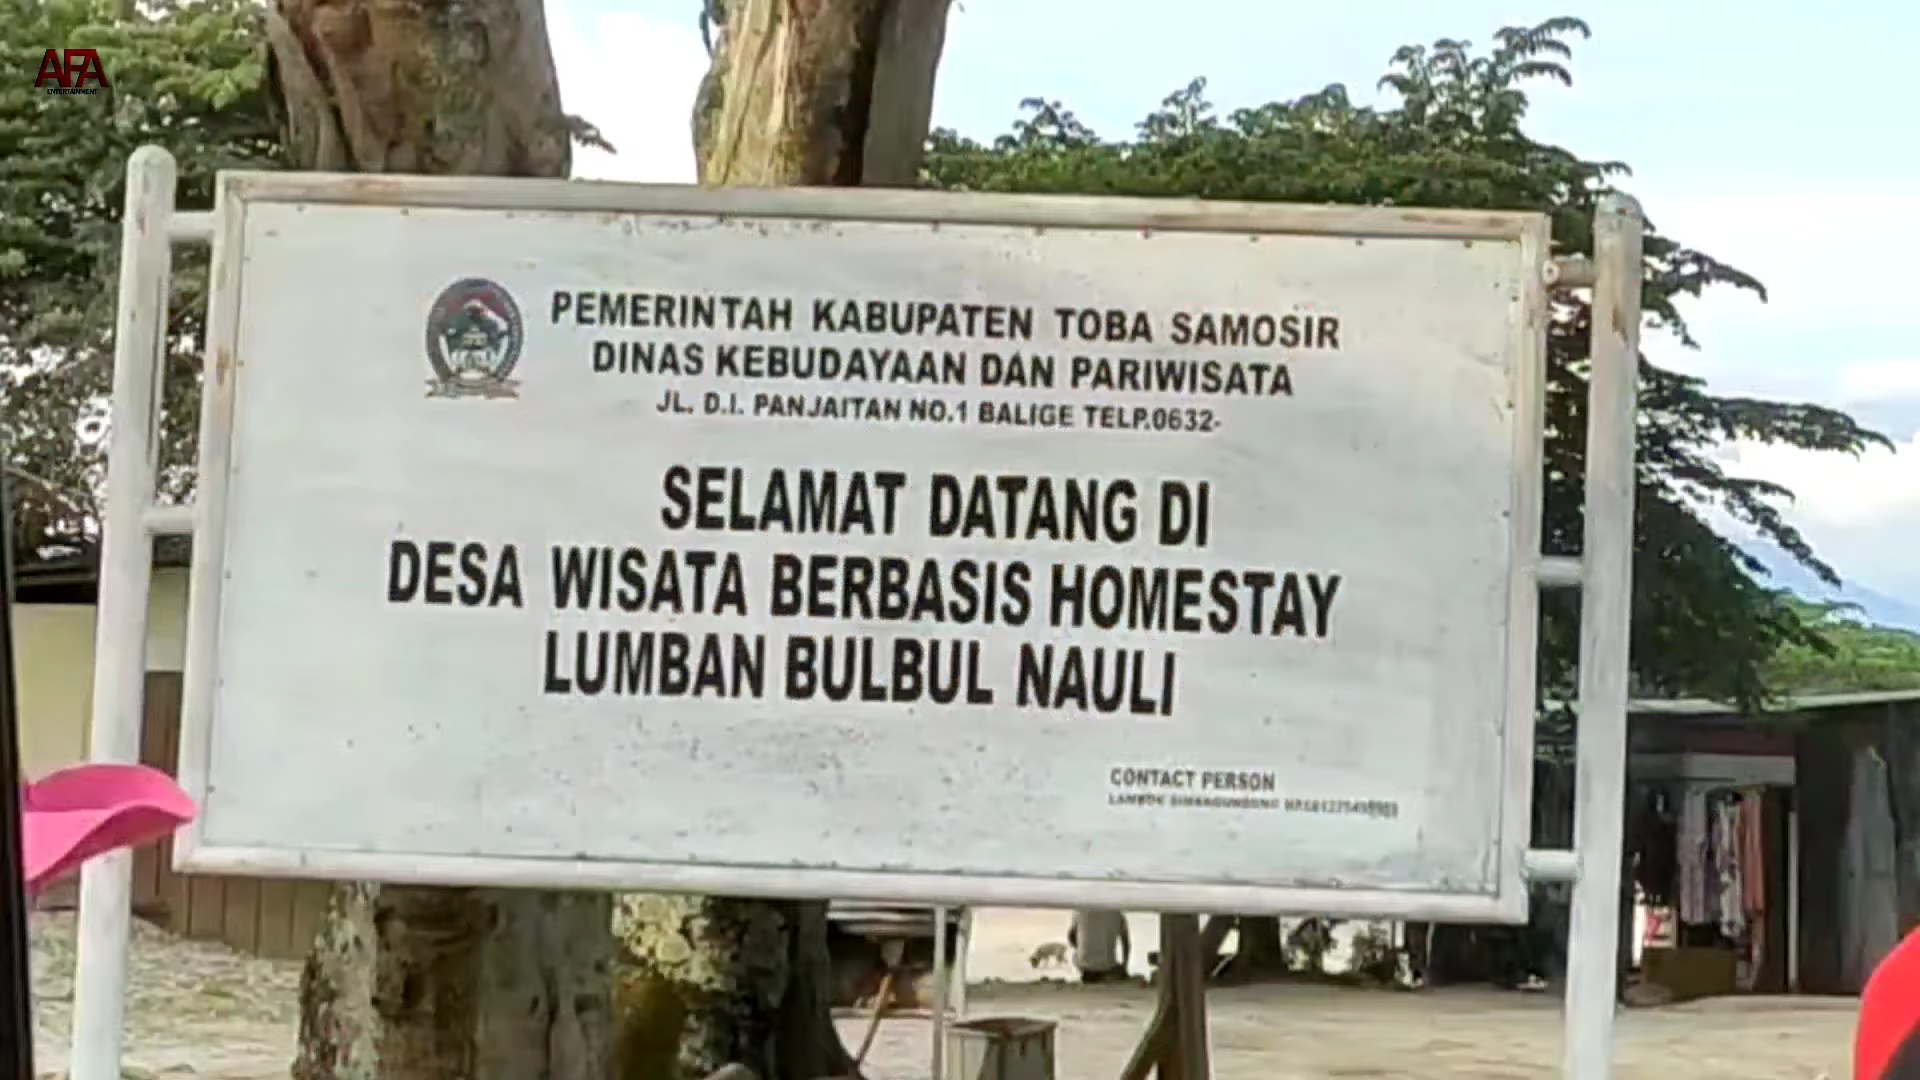 AFA
ENTERTAINMENT
PEMERINTAH KABUPATEN TOBA SAMOSIR
DINAS KEBUDAYAAN DAN PARIWISATA
JL. D.I. PANJAITAN NO.1 BALIGE TELP.0632-
SELAMAT DATANG DI
DESA WISATA BERBASIS HOMESTAY
LUMBAN BULBUL NAULI
CONTACT PERSON